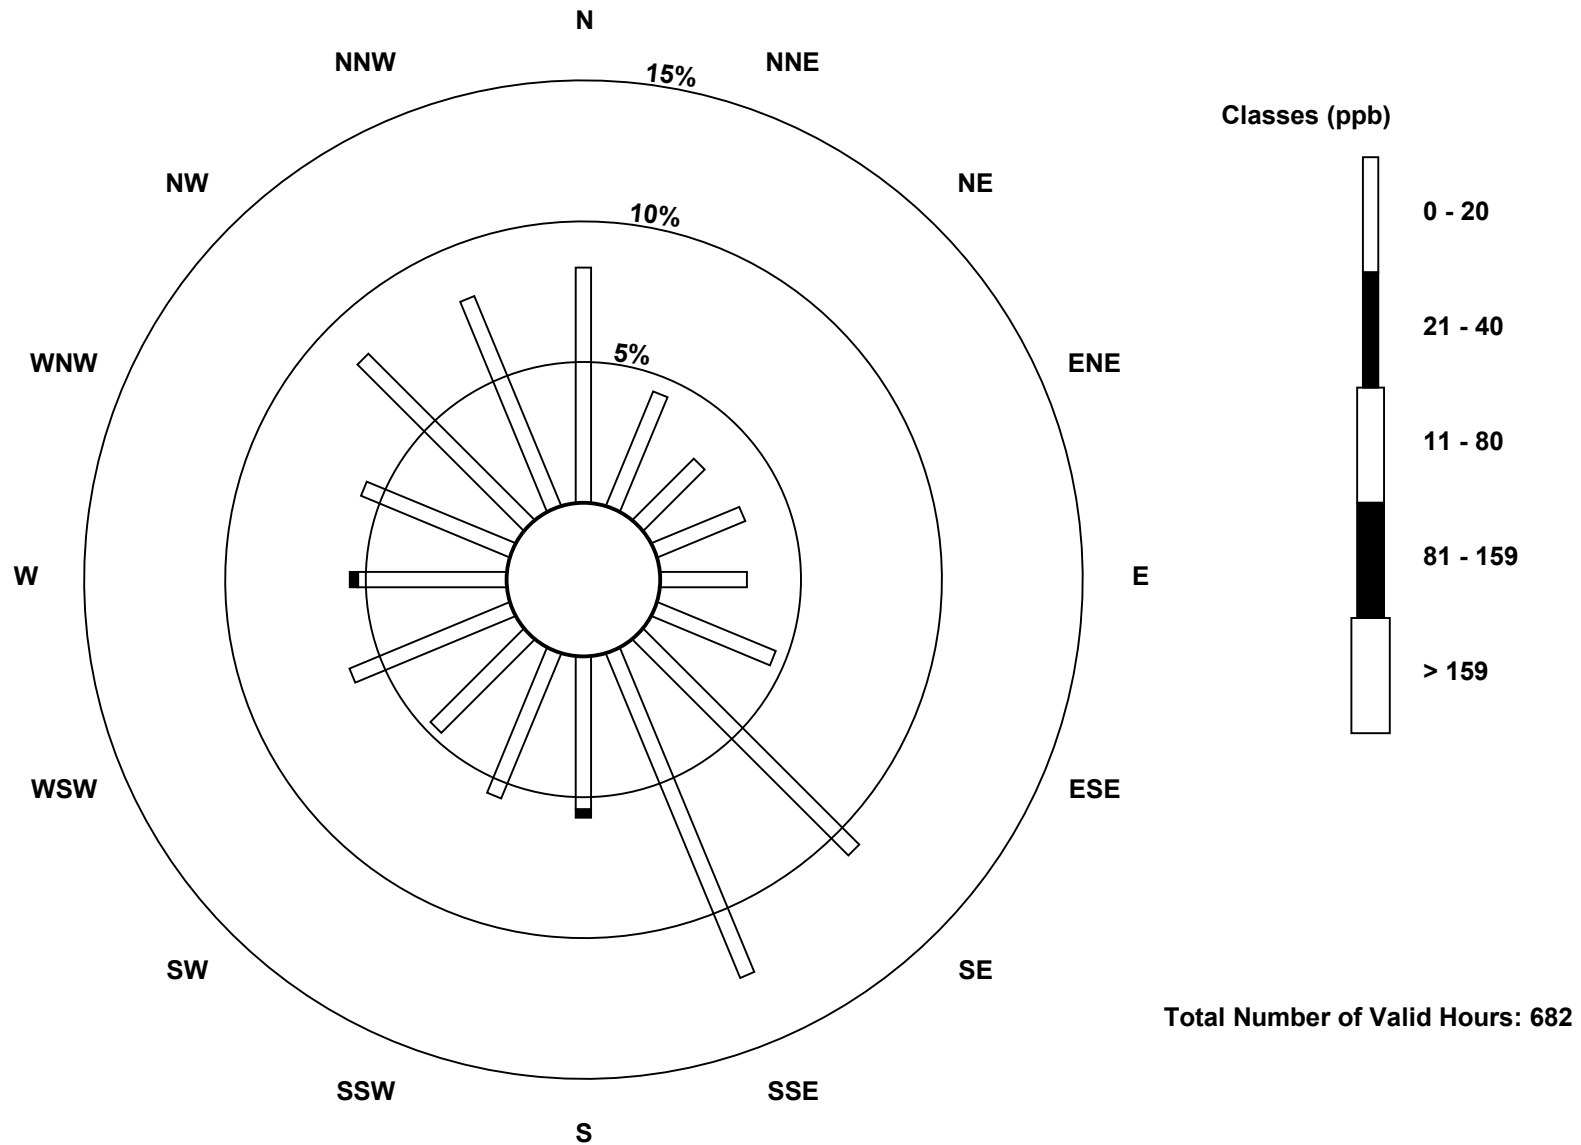 N
NNW
NNE
15%
Classes (ppb)
NW
NE
0 - 20
10%
21 - 40
5%
WNW
ENE
11 - 80
81 - 159
W
E
> 159
WSW
ESE
SW
SE
Total Number of Valid Hours: 682
SSW
SSE
S